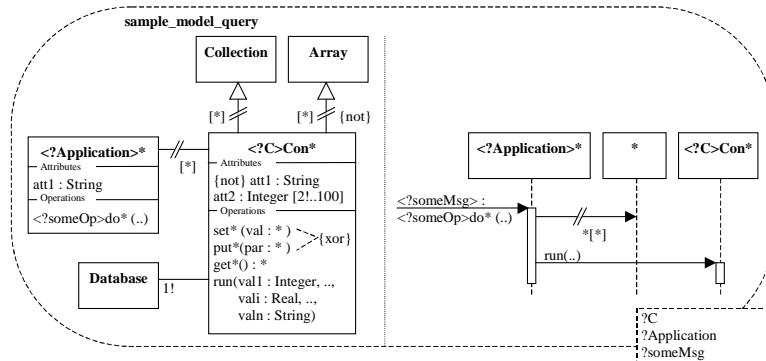 sample_model_query
Collection
Array
[*]
[*]
{not}
<?Application>*
Attributes
att1 : String
Operations
<?someOp>do* (..)
[*]
<?C>Con*
Attributes
{not} att1 : String
att2 : Integer [2!..100]
Operations
set* (val : * )
put*(par : * )
{xor}
get*() : *
run(val1 : Integer, ..,
vali : Real, ..,
valn : String)
Database
1!
<?Application>*
*
<?C>Con*
<?someMsg> :
<?someOp>do* (..)
*[*]
run(..)
?C
?Application
?someMsg